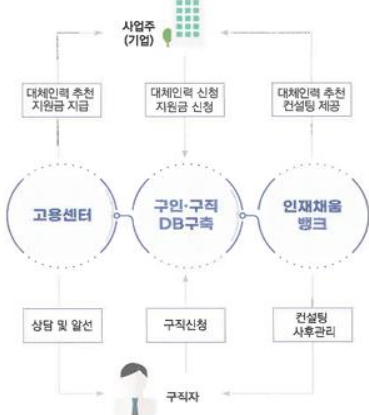 사업주
(기업)
대체인력 추천
지원금 지급
대체인력 신청
지원금 신청
대체인력 추천
컨설팅 제공
고용센터
구인·구직
DB구축
인재채움
뱅크
상담 및 알선
구직신청
컨설팅
사후관리
구직자